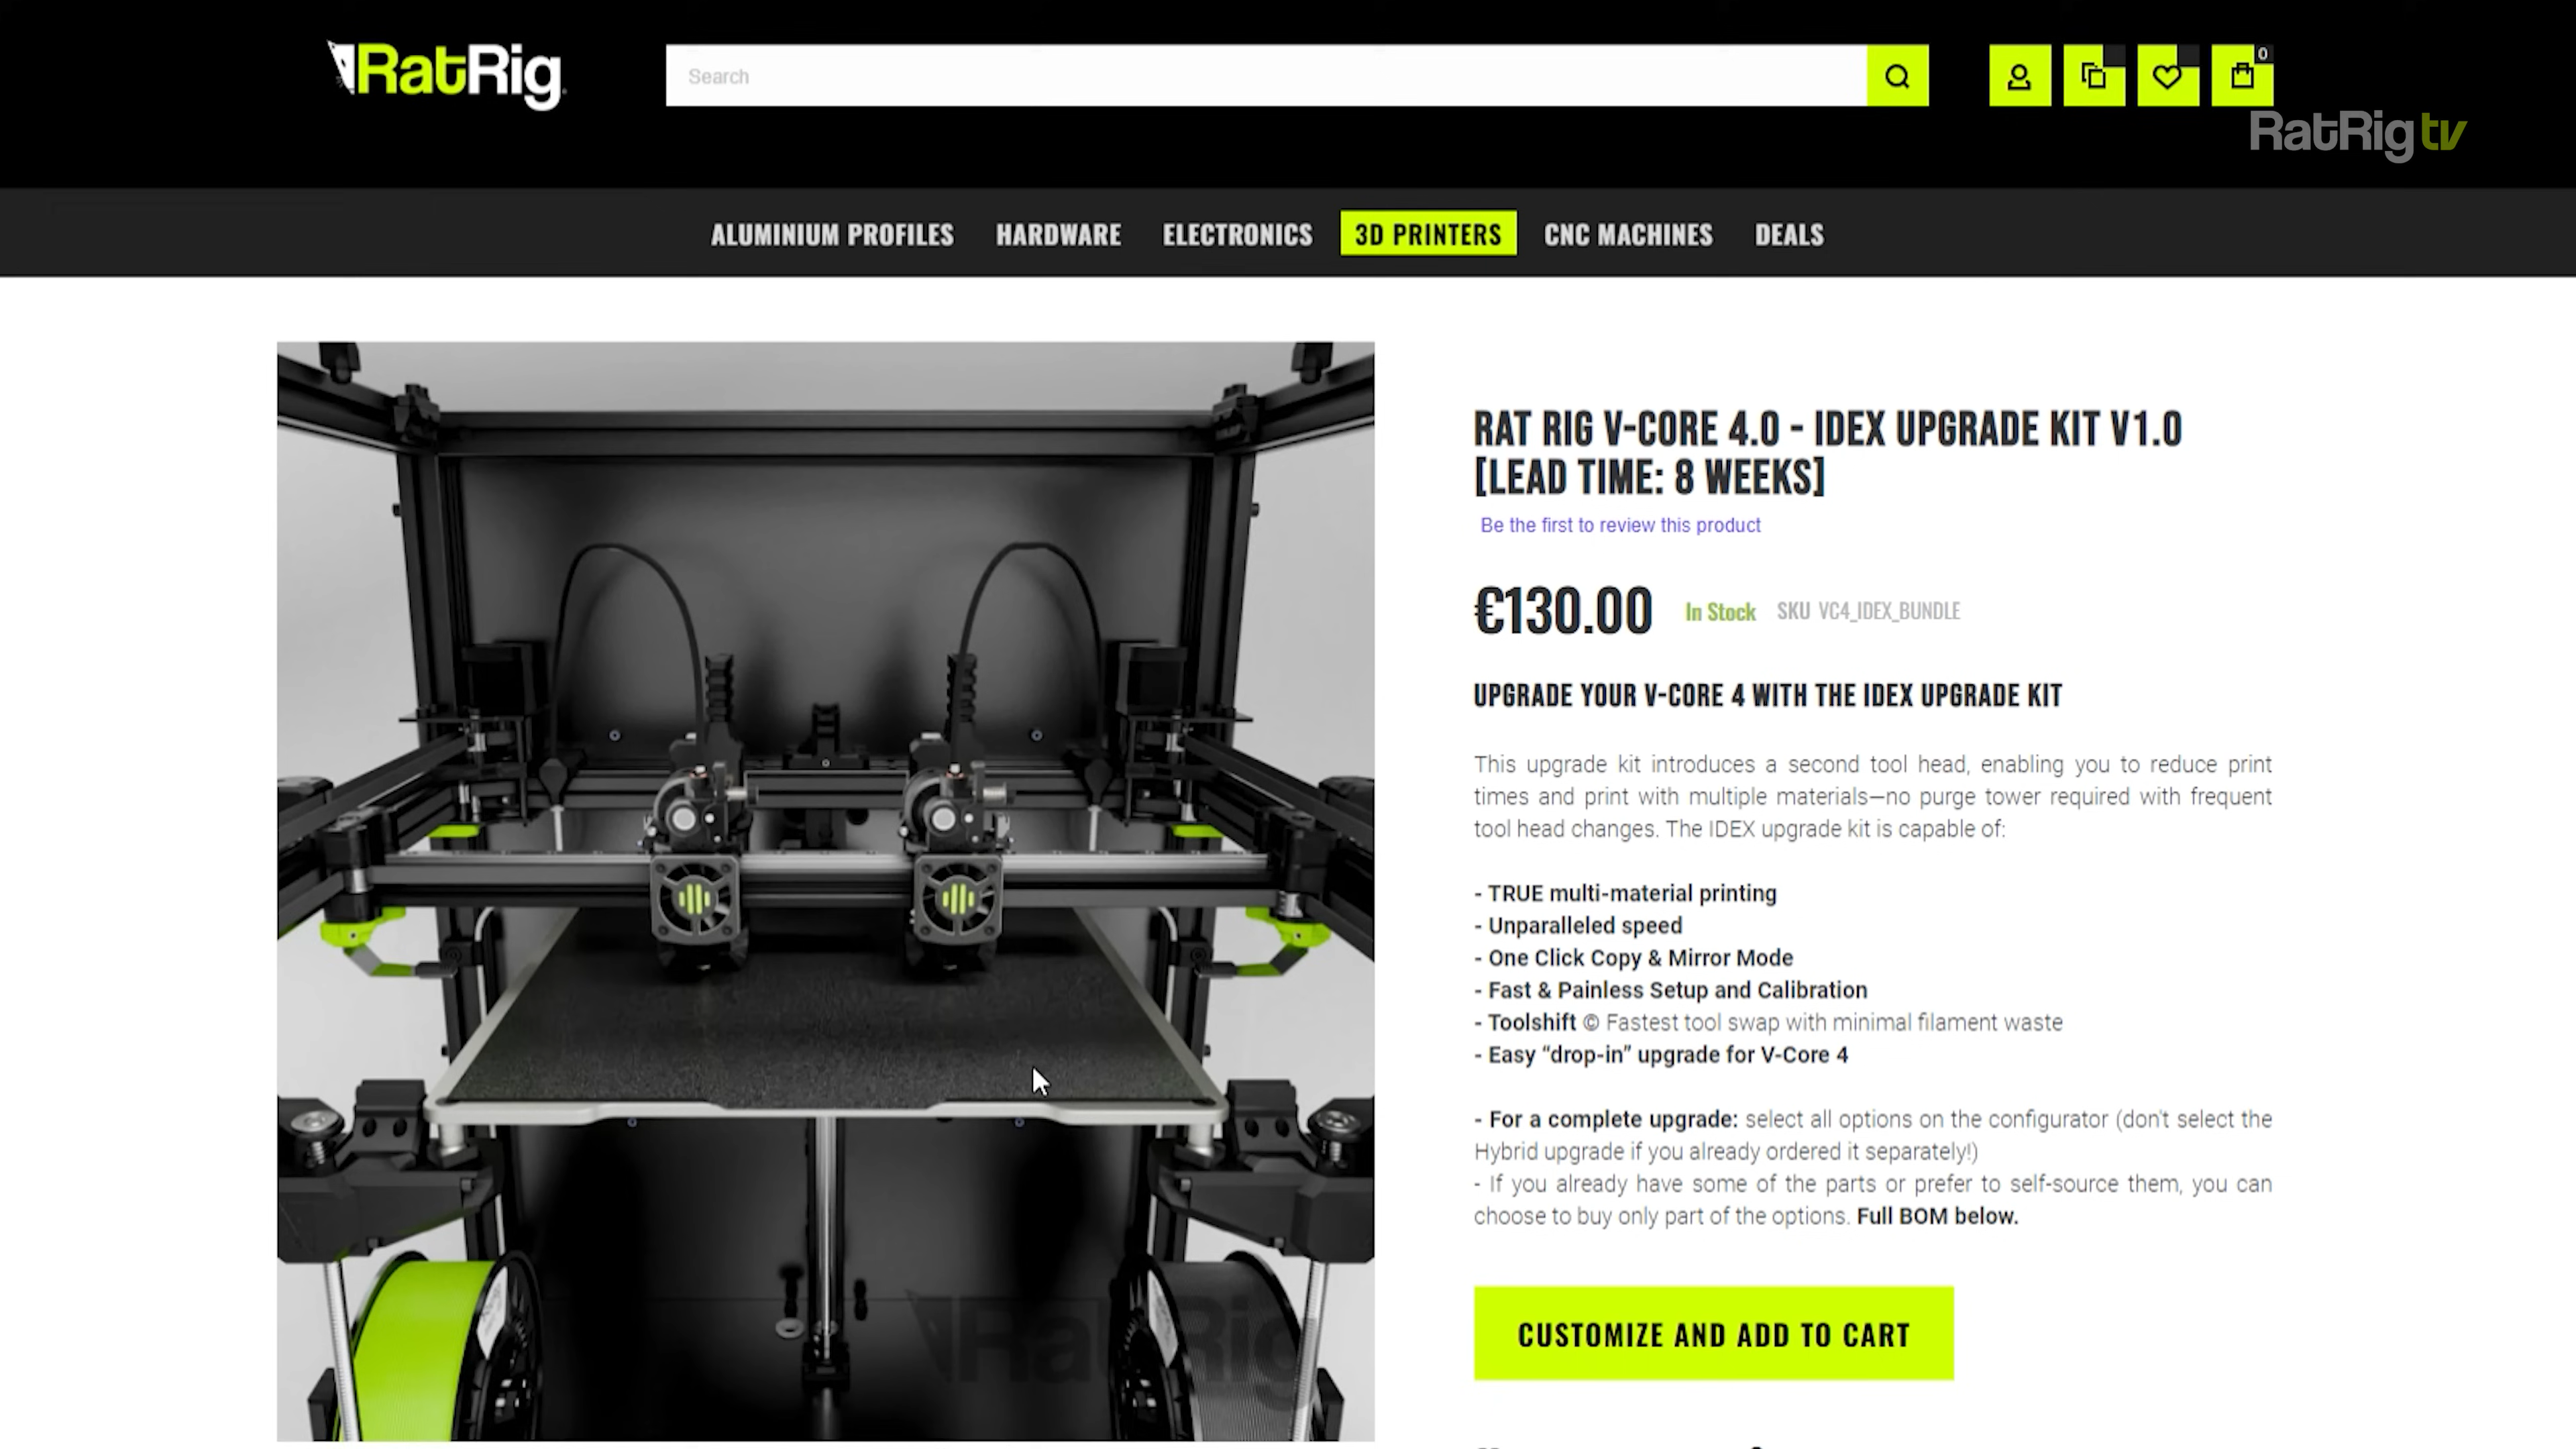 RatRig
Search
0
RatRig tv
ALUMINIUM PROFILES HARDWARE ELECTRONICS 3D PRINTERS CNC MACHINES DEALS
RAT RIG V-CORE 4.0 - IDEX UPGRADE KIT V1.0
[LEAD TIME: 8 WEEKS]
Be the first to review this product
€130.00 In Stock SKU VC4_IDEX_BUNDLE
UPGRADE YOUR V-CORE 4 WITH THE IDEX UPGRADE KIT
This upgrade kit introduces a second tool head, enabling you to reduce print
times and print with multiple materials—no purge tower required with frequent
tool head changes. The IDEX upgrade kit is capable of:
- TRUE multi-material printing
- Unparalleled speed
- One Click Copy & Mirror Mode
- Fast & Painless Setup and Calibration
- Toolshift © Fastest tool swap with minimal filament waste
- Easy “drop-in” upgrade for V-Core 4
- For a complete upgrade: select all options on the configurator (don't select the
Hybrid upgrade if you already ordered it separately!)
- If you already have some of the parts or prefer to self-source them, you can
choose to buy only part of the options. Full BOM below.
RatRig
CUSTOMIZE AND ADD TO CART